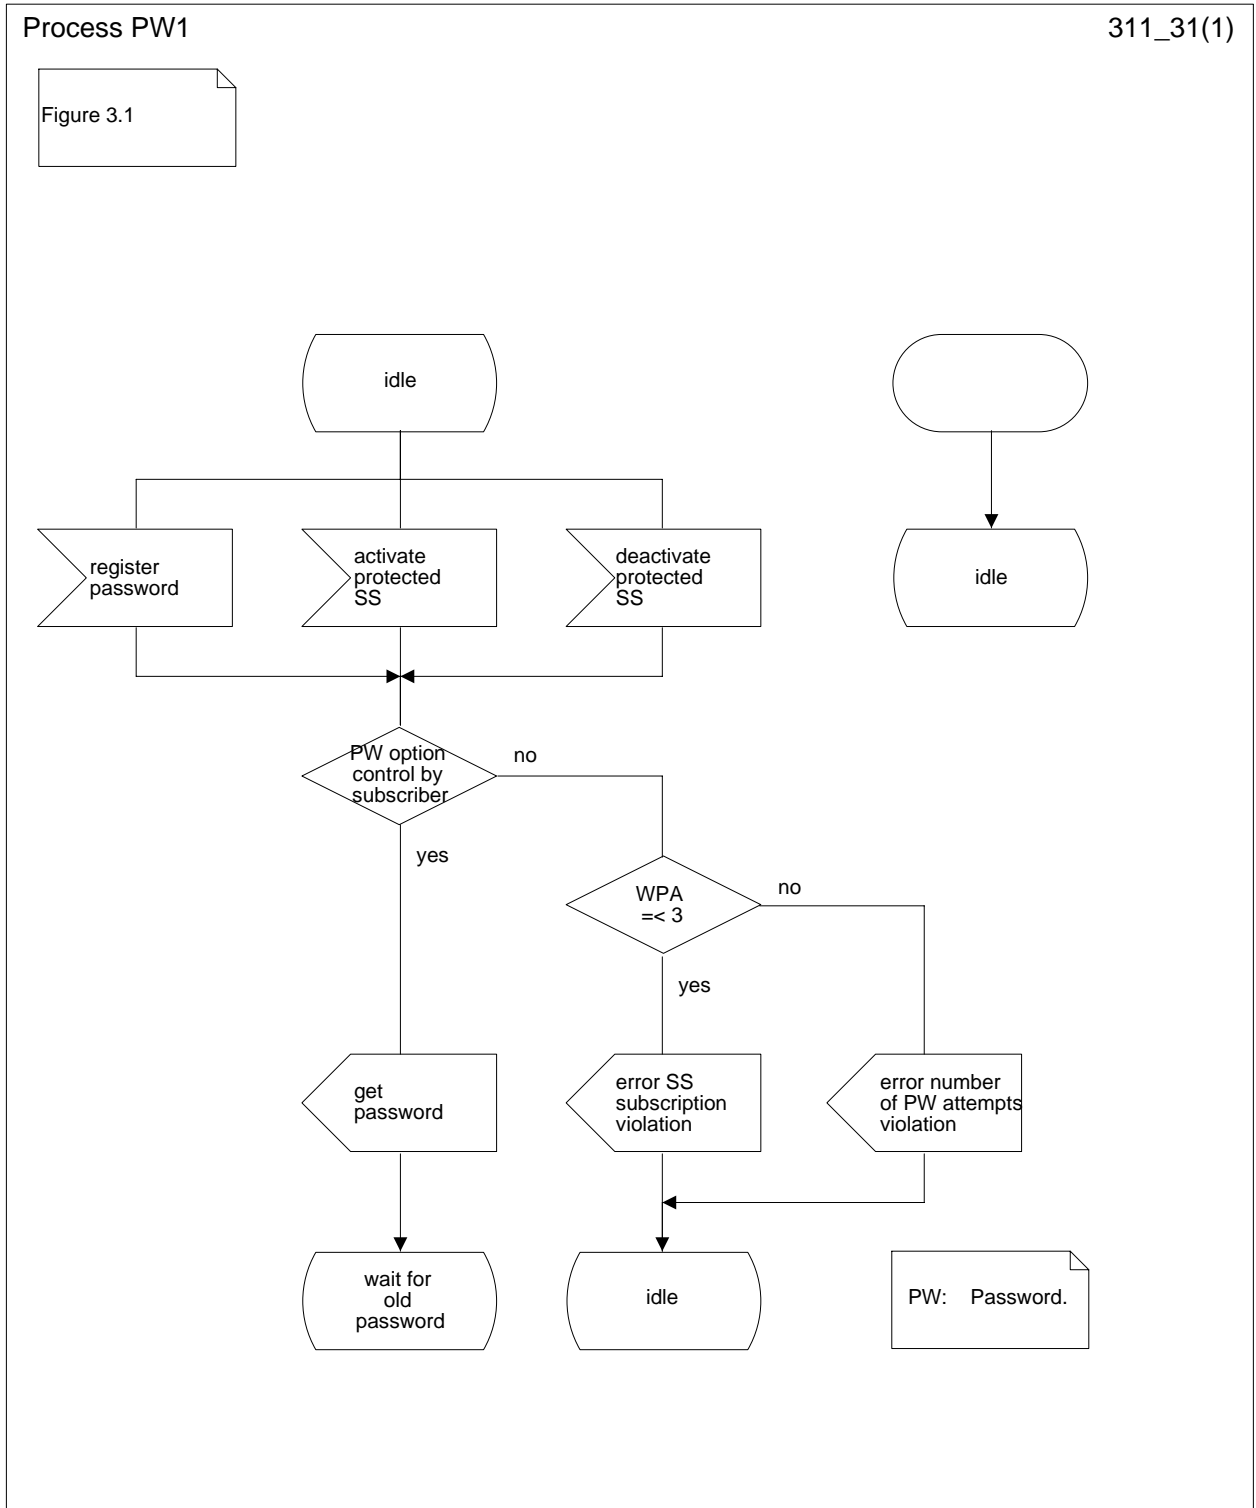 Process PW1
311_31(1)
Figure 3.1
idle
register
password
activate
protected
SS
deactivate
protected
SS
idle
PW option
control by
subscriber
no
yes
WPA
=< 3
no
yes
get
password
error SS
subscription
violation
error number
of PW attempts
violation
wait for
old
password
idle
PW: Password.